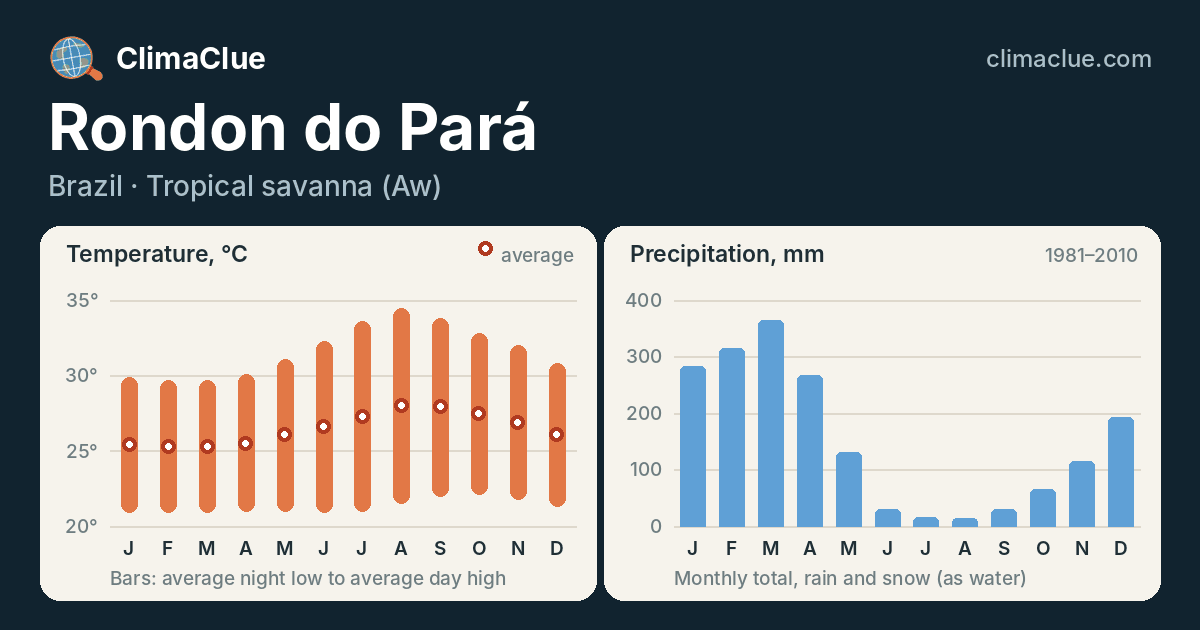 ClimaClue
climaclue.com
Rondon do Pará
Brazil · Tropical savanna (Aw)
Temperature, °C
average
35°
30°
25°
20°
J F M A M J J A S O N D
Bars: average night low to average day high
Precipitation, mm
1981–2010
400
300
200
100
0
J F M A M J J A S O N D
Monthly total, rain and snow (as water)